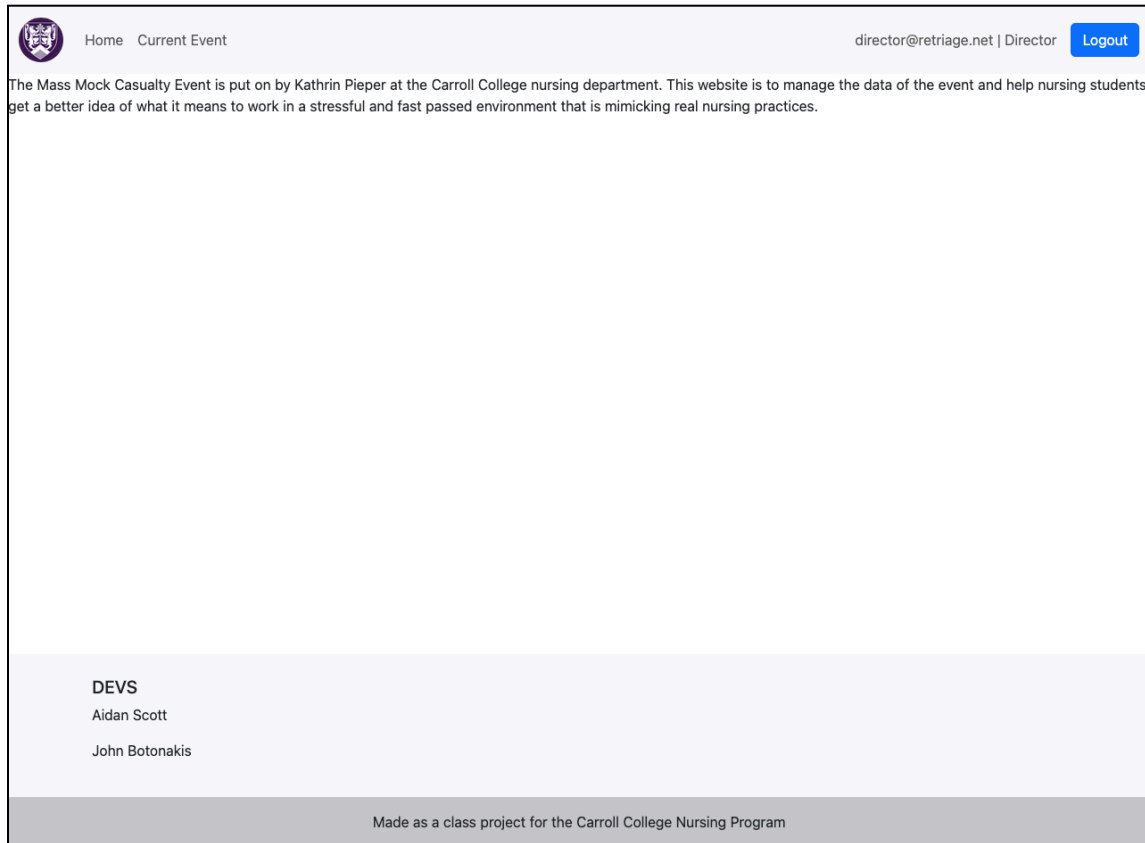 Home Current Event director@retriage.net | Director Logout
The Mass Mock Casualty Event is put on by Kathrin Pieper at the Carroll College nursing department. This website is to manage the data of the event and help nursing students
get a better idea of what it means to work in a stressful and fast passed environment that is mimicking real nursing practices.
DEVS
Aidan Scott
John Botonakis
Made as a class project for the Carroll College Nursing Program